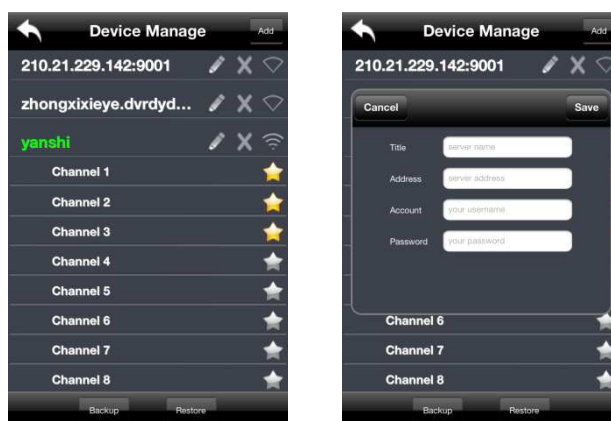 Device Manage
Add
210.21.229.142:9001
zhongxixieye.dvrdyd...
yanshi
Channel 1
Channel 2
Channel 3
Channel 4
Channel 5
Channel 6
Channel 7
Channel 8
Backup Restore
Device Manage
Add
210.21.229.142:9001
Cancel Save
Title server name
Address server address
Account your username
Password your password
Channel 6
Channel 7
Channel 8
Backup Restore